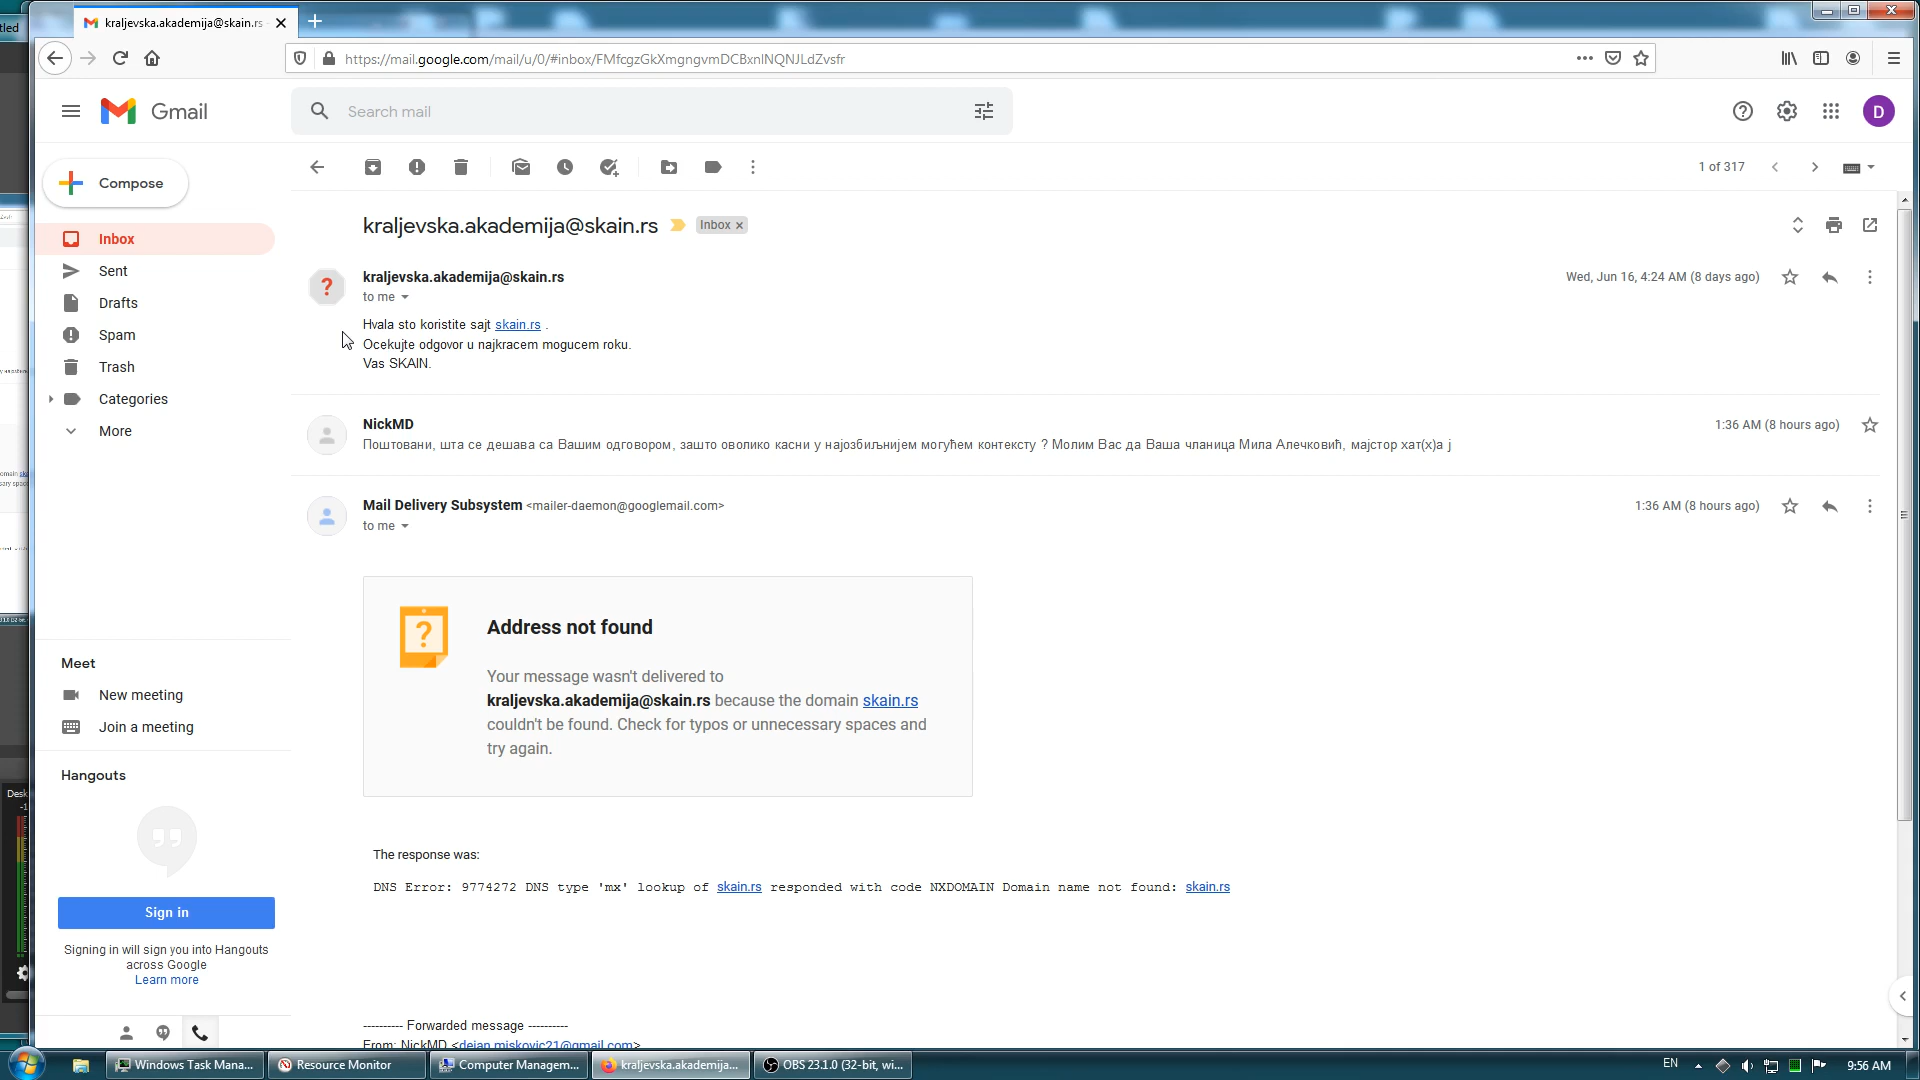 kraljevska.akademija@skain.rs
https://mail.google.com/mail/u/0/#inbox/FMfcgzGkXmgngvmDCBxnlNQNJLdZvsfr
Gmail
Search mail
D
Compose
1 of 317
Inbox
Sent
Drafts
Spam
Trash
Categories
More
kraljevska.akademija@skain.rs
Inbox
kraljevska.akademija@skain.rs
Wed, Jun 16, 4:24 AM (8 days ago)
to me
Hvala sto koristite sajt skain.rs .
Ocekujte odgovor u najkracem mogucem roku.
Vas SKAIN.
NickMD
1:36 AM (8 hours ago)
Поштовани, шта се дешава са Вашим одговором, зашто оволико касни у најозбиљнијем могућем контексту ? Молим Вас да Ваша чланица Мила Алечковић, мајстор хат(х)а ј
Mail Delivery Subsystem <mailer-daemon@googlemail.com>
1:36 AM (8 hours ago)
to me
Address not found
Your message wasn't delivered to
kraljevska.akademija@skain.rs because the domain skain.rs
couldn't be found. Check for typos or unnecessary spaces and
try again.
The response was:
DNS Error: 9774272 DNS type 'mx' lookup of skain.rs responded with code NXDOMAIN Domain name not found: skain.rs
---------- Forwarded message ----------
From: NickMD <dejan.miskovic21@gmail.com>
Meet
New meeting
Join a meeting
Hangouts
Sign in
Signing in will sign you into Hangouts
across Google
Learn more
Desk
Windows Task Mana...
Resource Monitor
Computer Managem...
kraljevska.akademija...
OBS 23.1.0 (32-bit, wi...
EN
9:56 AM